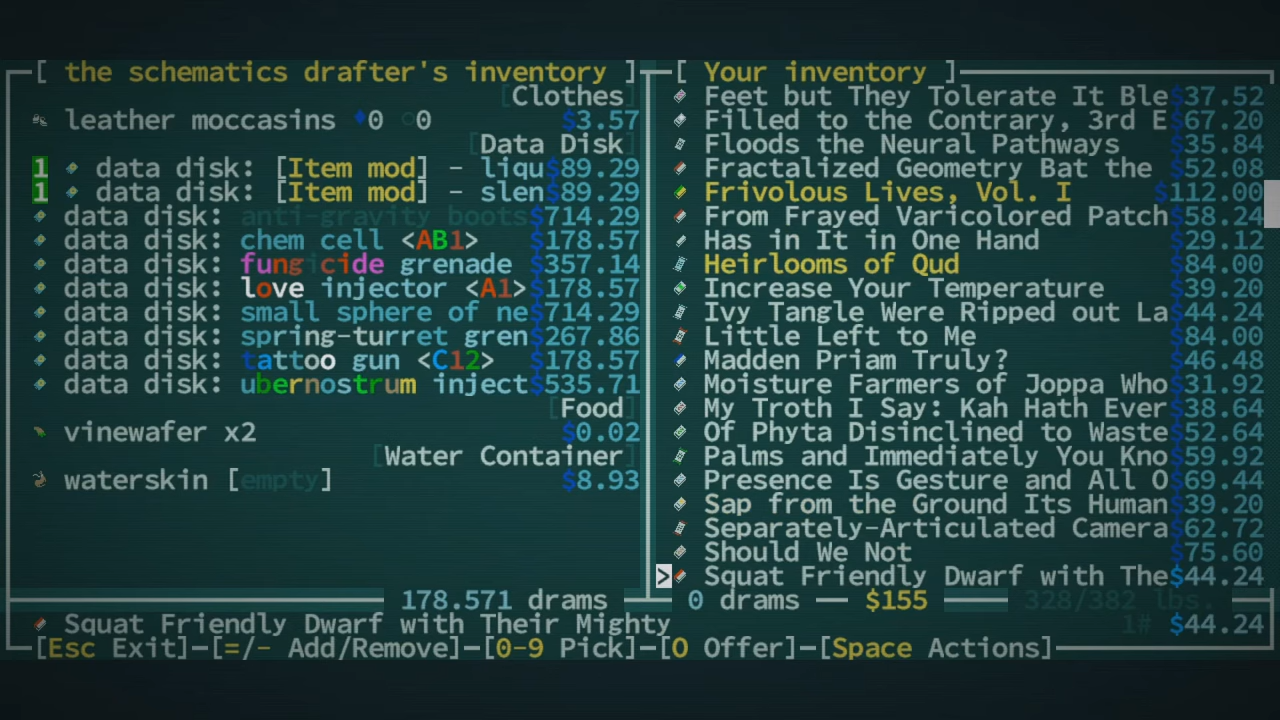 [ the schematics drafter's inventory ]
[Clothes]
leather moccasins ♦0 ○0 $3.57
[Data Disk]
1 data disk: [Item mod] - liqu$89.29
1 data disk: [Item mod] - slen$89.29
data disk: anti-gravity boots$714.29
data disk: chem cell <AB1> $178.57
data disk: fungicide grenade $357.14
data disk: love injector <A1>$178.57
data disk: small sphere of ne$714.29
data disk: spring-turret gren$267.86
data disk: tattoo gun <C12> $178.57
data disk: ubernostrum inject$535.71
[Food]
vinewafer x2 $0.02
[Water Container]
waterskin [empty] $8.93
178.571 drams
[ Your inventory ]
Feet but They Tolerate It Ble$37.52
Filled to the Contrary, 3rd E$67.20
Floods the Neural Pathways $35.84
Fractalized Geometry Bat the $52.08
Frivolous Lives, Vol. I $112.00
From Frayed Varicolored Patch$58.24
Has in It in One Hand $29.12
Heirlooms of Qud $84.00
Increase Your Temperature $39.20
Ivy Tangle Were Ripped out La$44.24
Little Left to Me $84.00
Madden Priam Truly? $46.48
Moisture Farmers of Joppa Who$31.92
My Troth I Say: Kah Hath Ever$38.64
Of Phyta Disinclined to Waste$52.64
Palms and Immediately You Kno$59.92
Presence Is Gesture and All O$69.44
Sap from the Ground Its Human$39.20
Separately-Articulated Camera$62.72
Should We Not $75.60
> Squat Friendly Dwarf with The$44.24
0 drams — $155 328/382 lbs.
Squat Friendly Dwarf with Their Mighty 1# $44.24
[Esc Exit]—[=/- Add/Remove]—[0-9 Pick]—[O Offer]—[Space Actions]